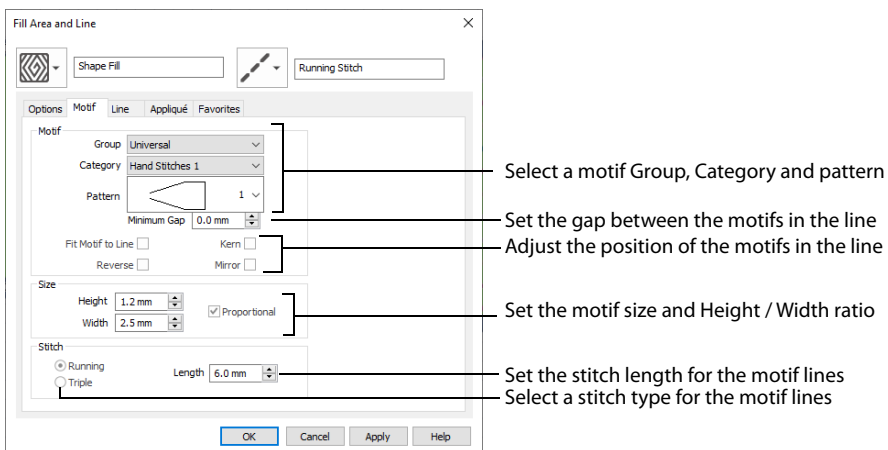 Fill Area and Line
Shape Fill
Running Stitch
Options Motif Line Appliqué Favorites
Motif
Group Universal
Category Hand Stitches 1
Select a motif Group, Category and pattern
Pattern 1
Minimum Gap 0.0 mm
Set the gap between the motifs in the line
Fit Motif to Line Kern
Adjust the position of the motifs in the line
Reverse Mirror
Size
Height 1.2 mm
Proportional
Set the motif size and Height / Width ratio
Width 2.5 mm
Stitch
Running
Length 6.0 mm
Set the stitch length for the motif lines
Triple
Select a stitch type for the motif lines
OK Cancel Apply Help